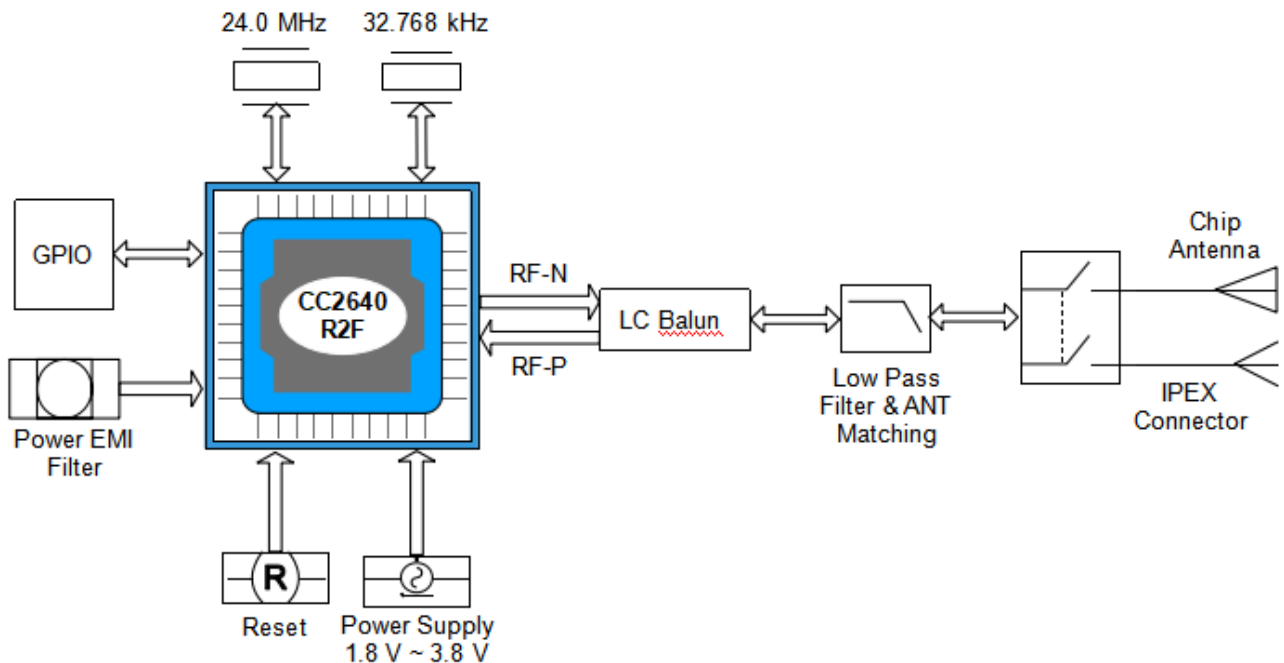 24.0 MHz
32.768 kHz
GPIO
CC2640
R2F
RF-N
RF-P
LC Balun
Chip
Antenna
Low Pass
Filter & ANT
Matching
IPEX
Connector
Power EMI
Filter
R
Reset
Power Supply
1.8 V ~ 3.8 V